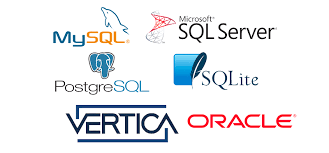 MySQL®
Microsoft®
SQL Server®
PostgreSQL
SQLite
VERTICA
ORACLE®